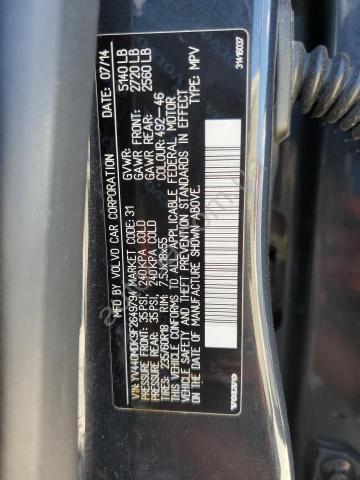 MFD. BY VOLVO CAR CORPORATION 07/14
VIN: YV440MDK9F2649794 MARKET CODE: 31 GVWR: 5140 LB
PRESSURE FRONT: 35PSI, 240KPA COLD GAWR FRONT: 2720 LB
PRESSURE REAR: 35PSI, 240KPA COLD GAWR REAR: 2560 LB
TIRES: 235/60R18 RIM: 7,5JX18x55 COLOUR: 492-46
THIS VEHICLE CONFORMS TO ALL APPLICABLE FEDERAL MOTOR
VEHICLE SAFETY AND THEFT PREVENTION STANDARDS IN EFFECT
ON THE DATE OF MANUFACTURE SHOWN ABOVE. TYPE: MPV
VOLVO 31416037